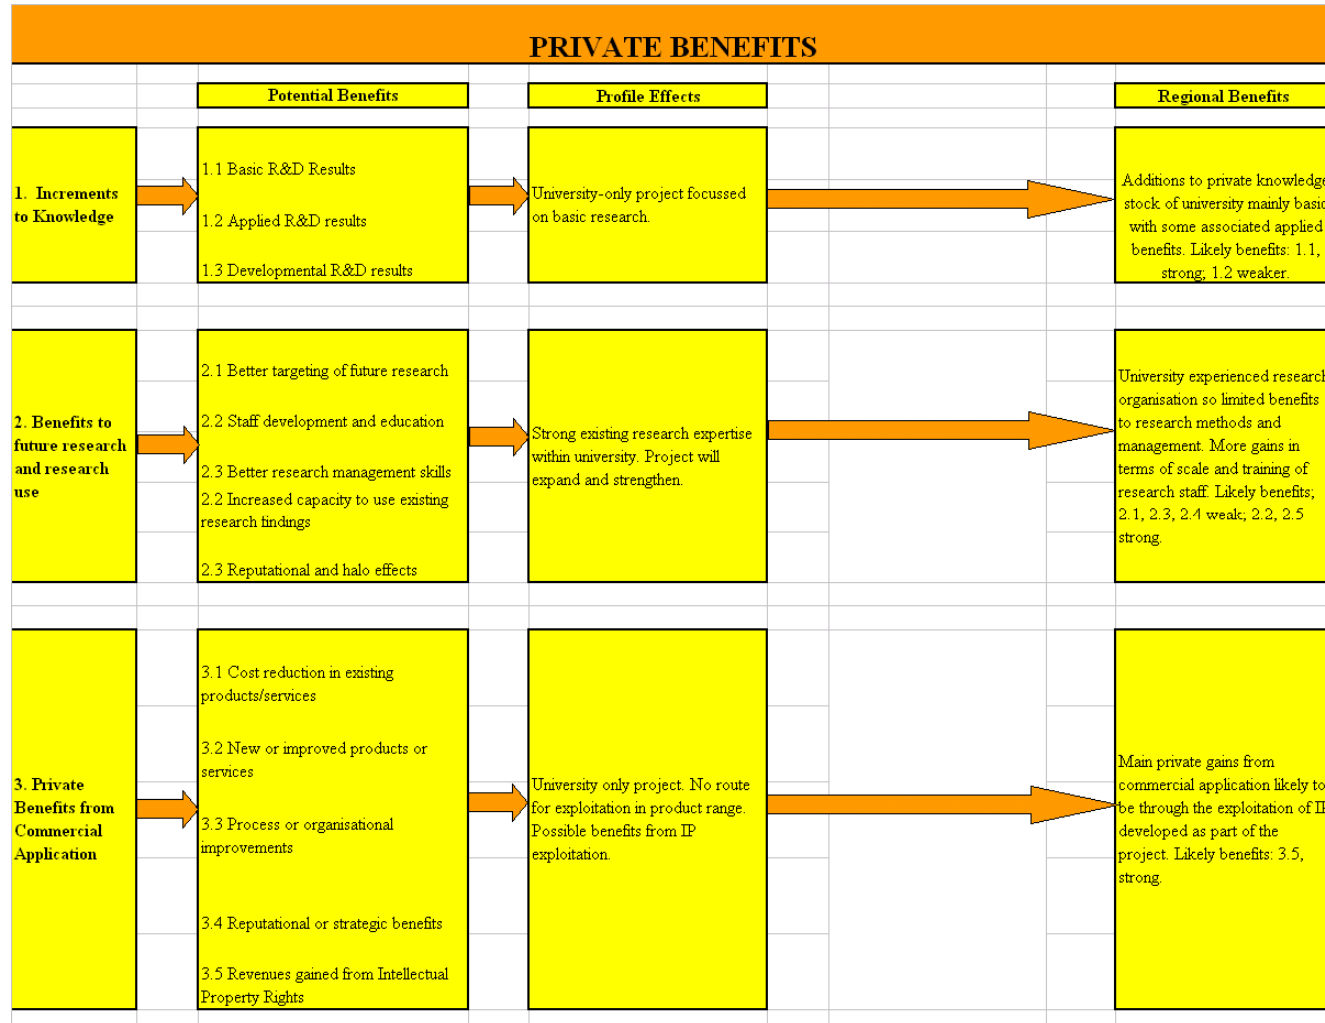 PRIVATE BENEFITS
Potential Benefits
Profile Effects
Regional Benefits
1. Increments
to Knowledge
1.1 Basic R&D Results
1.2 Applied R&D results
1.3 Developmental R&D results
University-only project focussed
on basic research.
Additions to private knowledge
stock of university mainly basic
with some associated applied
benefits. Likely benefits: 1.1,
strong; 1.2 weaker.
2. Benefits to
future research
and research
use
2.1 Better targeting of future research
2.2 Staff development and education
2.3 Better research management skills
2.2 Increased capacity to use existing
research findings
2.3 Reputational and halo effects
Strong existing research expertise
within university. Project will
expand and strengthen.
University experienced research
organisation so limited benefits
to research methods and
management. More gains in
terms of scale and training of
research staff. Likely benefits;
2.1, 2.3, 2.4 weak; 2.2, 2.5
strong.
3. Private
Benefits from
Commercial
Application
3.1 Cost reduction in existing
products/services
3.2 New or improved products or
services
3.3 Process or organisational
improvements
3.4 Reputational or strategic benefits
3.5 Revenues gained from Intellectual
Property Rights
University only project. No route
for exploitation in product range.
Possible benefits from IP
exploitation.
Main private gains from
commercial application likely to
be through the exploitation of IP
developed as part of the
project. Likely benefits: 3.5,
strong.